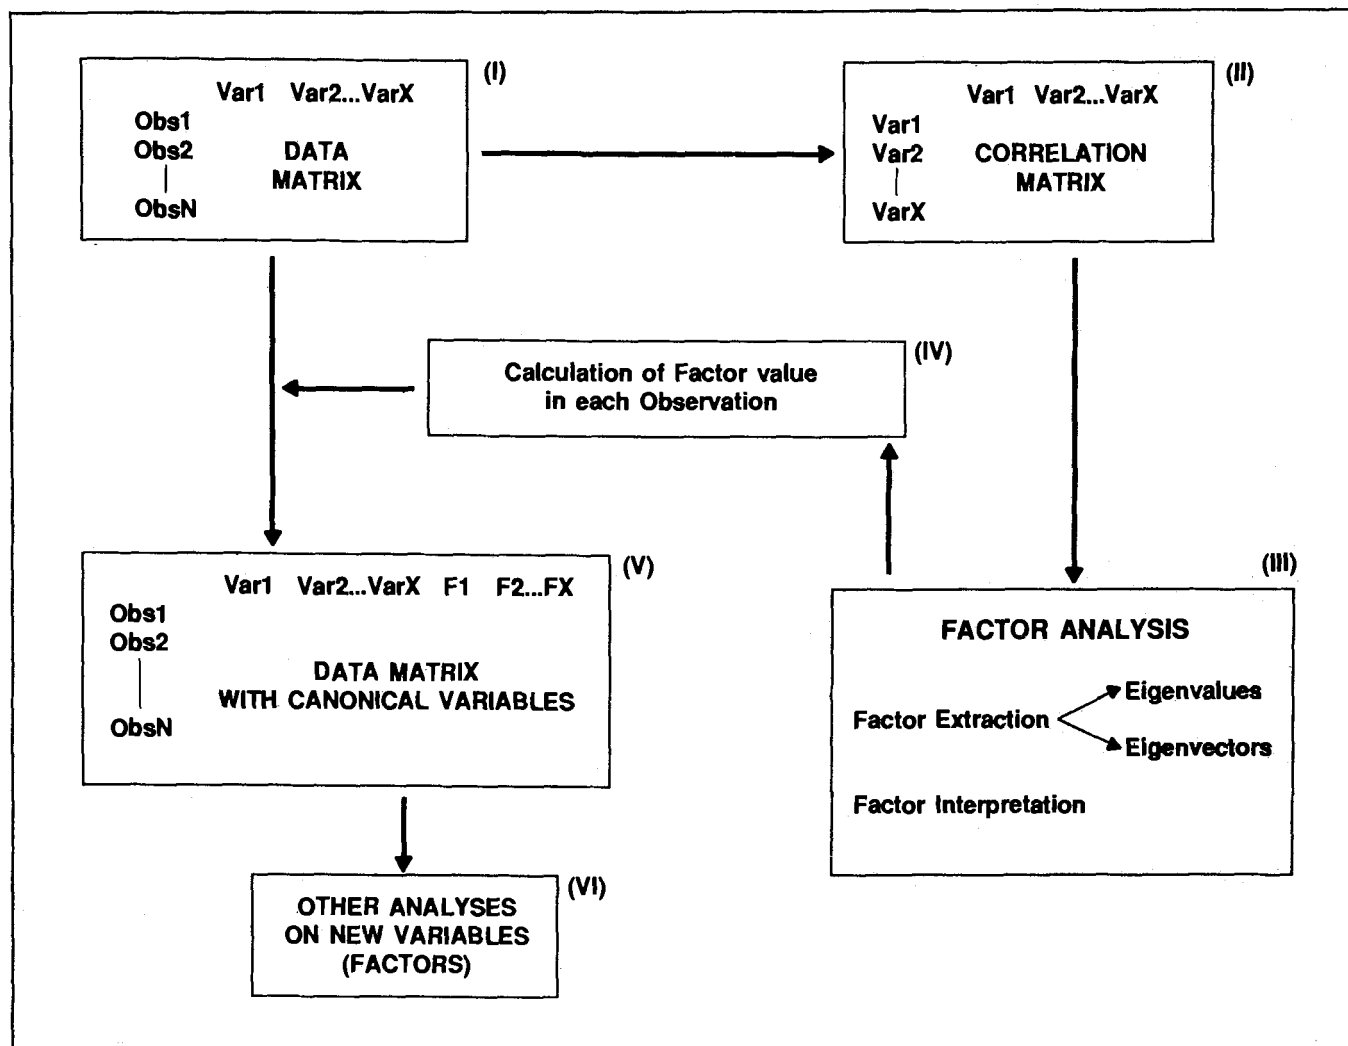 (I)
Var1 Var2...VarX
Obs1
Obs2
ObsN
DATA
MATRIX
(II)
Var1 Var2...VarX
Var1
Var2
VarX
CORRELATION
MATRIX
(IV)
Calculation of Factor value
in each Observation
(III)
FACTOR ANALYSIS
Factor Extraction
Eigenvalues
Eigenvectors
Factor Interpretation
(V)
Var1 Var2...VarX F1 F2...FX
Obs1
Obs2
ObsN
DATA MATRIX
WITH CANONICAL VARIABLES
(VI)
OTHER ANALYSES
ON NEW VARIABLES
(FACTORS)